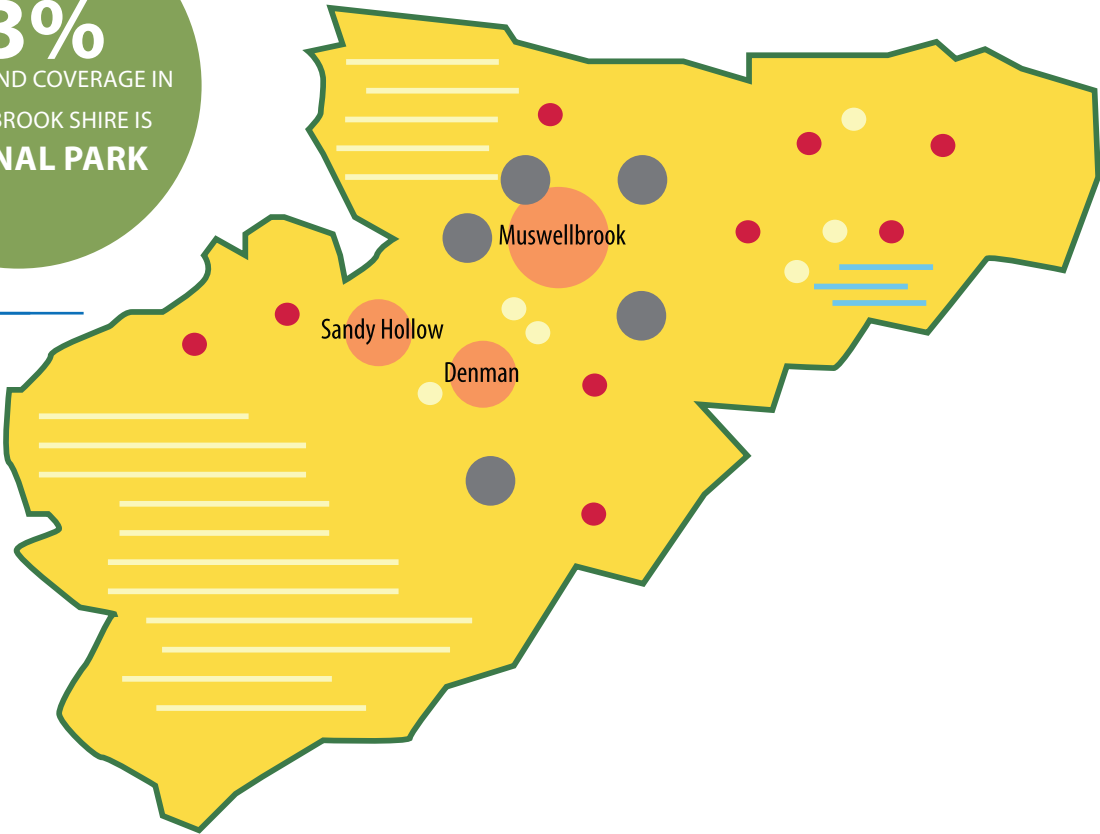 3%
ND COVERAGE IN
BROOK SHIRE IS
NAL PARK
Muswellbrook
Sandy Hollow
Denman